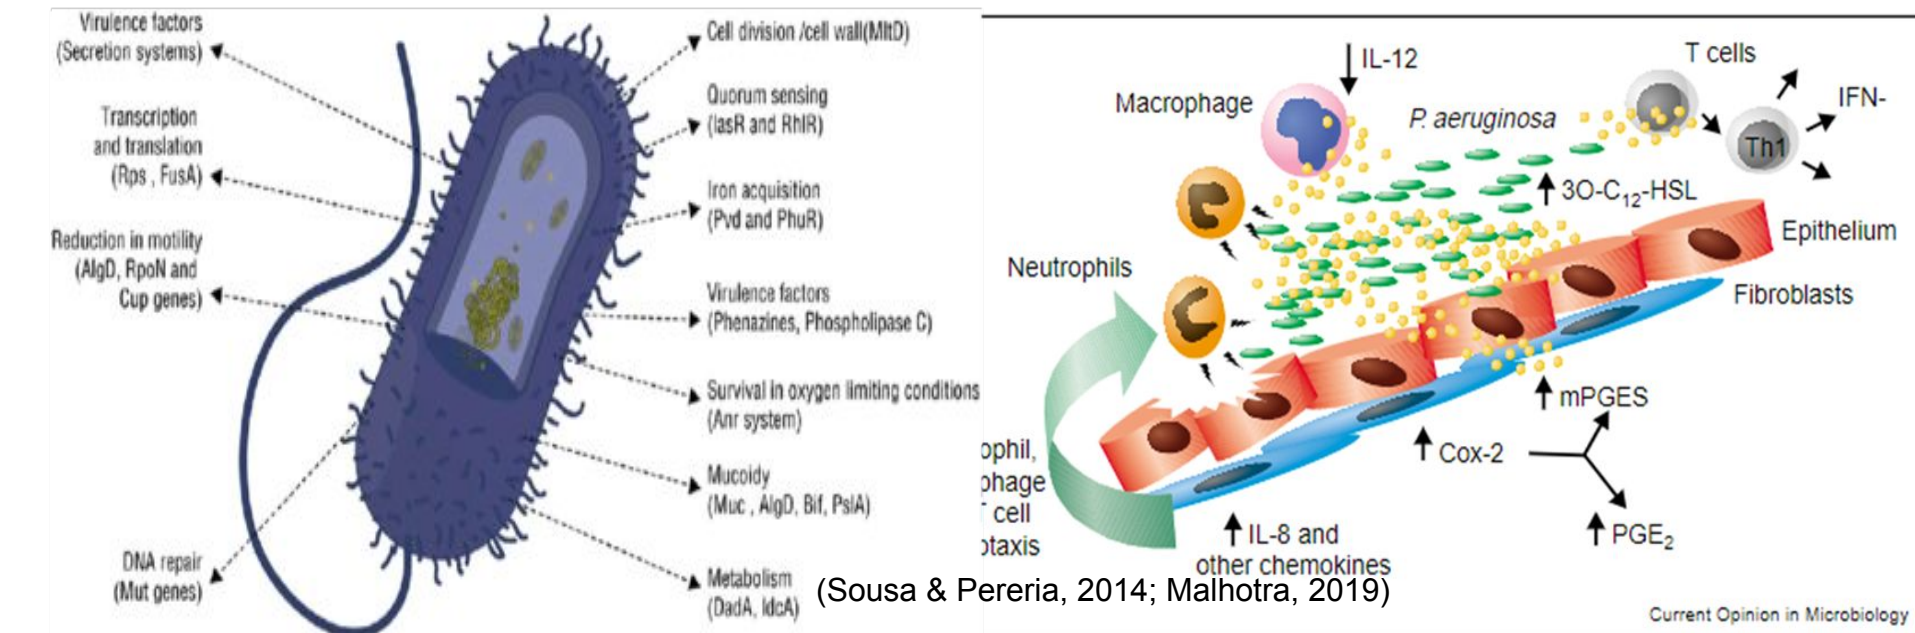 Virulence factors
(Secretion systems)
Transcription
and translation
(Rps , FusA)
Reduction in motility
(AlgD, RpoN and
Cup genes)
DNA repair
(Mut genes)
Cell division /cell wall(MltD)
Quorum sensing
(lasR and RhlR)
Iron acquisition
(Pvd and PhuR)
Virulence factors
(Phenazines, Phospholipase C)
Survival in oxygen limiting conditions
(Anr system)
Mucoidy
(Muc , AlgD, Bif, PslA)
Metabolism
(DadA, ldcA)
IL-12
Macrophage
P. aeruginosa
T cells
IFN-
Th1
3O-C12-HSL
Epithelium
Neutrophils
Fibroblasts
mPGES
Cox-2
PGE2
ophil,
phage
cell
otaxis
IL-8 and
other chemokines
(Sousa & Pereria, 2014; Malhotra, 2019)
Current Opinion in Microbiology